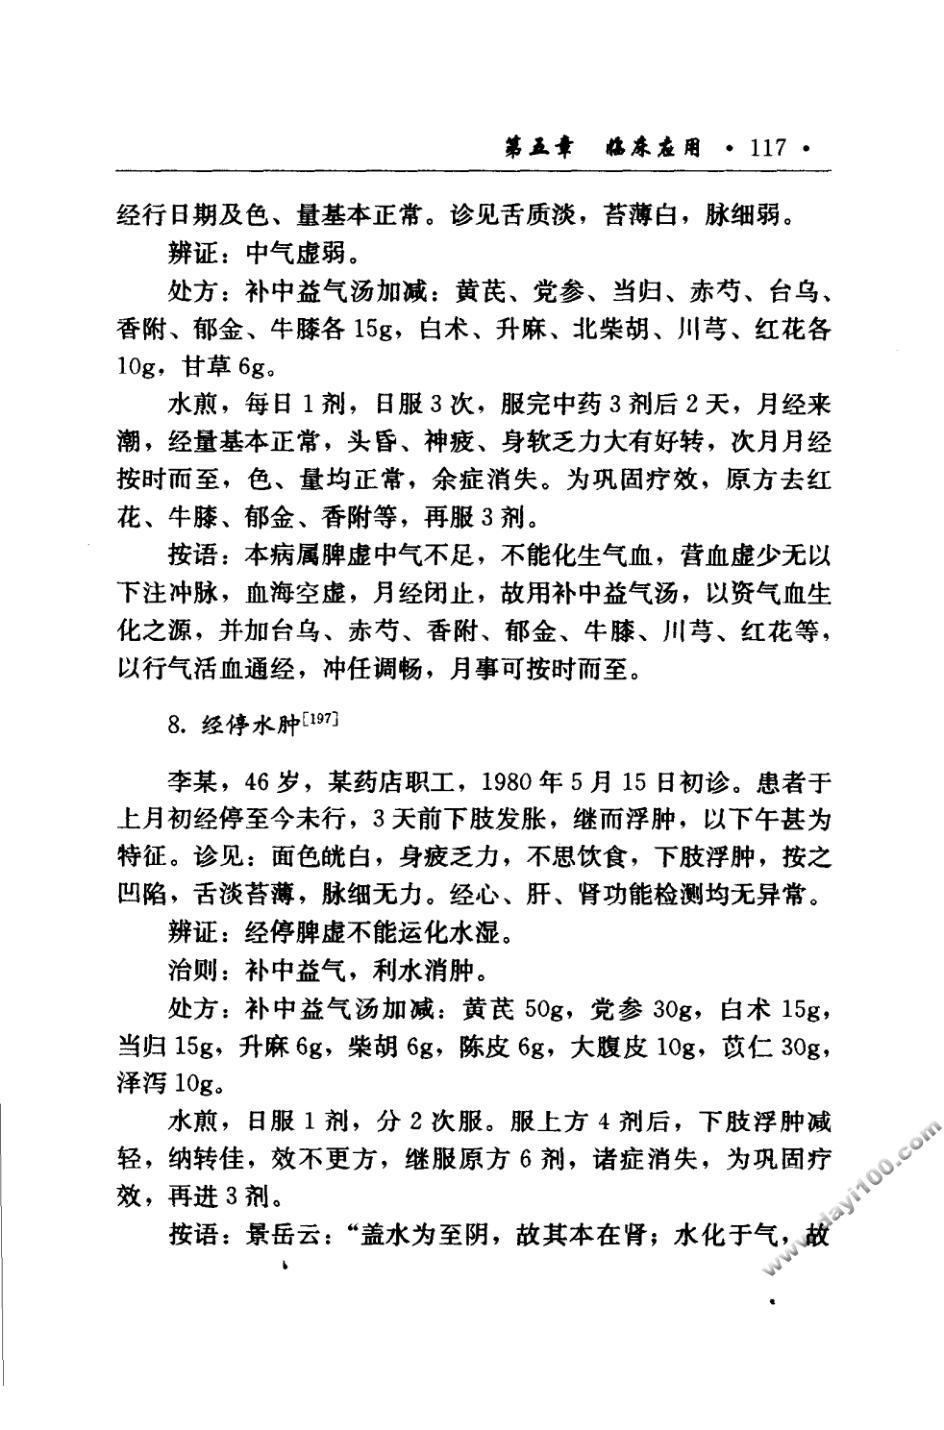 第五章 临床应用 · 117 ·
经行日期及色、量基本正常。诊见舌质淡，苔薄白，脉细弱。
辨证：中气虚弱。
处方：补中益气汤加减：黄芪、党参、当归、赤芍、台乌、
香附、郁金、牛膝各 15g，白术、升麻、北柴胡、川芎、红花各
10g，甘草 6g。
水煎，每日 1 剂，日服 3 次，服完中药 3 剂后 2 天，月经来
潮，经量基本正常，头昏、神疲、身软乏力大有好转，次月月经
按时而至，色、量均正常，余症消失。为巩固疗效，原方去红
花、牛膝、郁金、香附等，再服 3 剂。
按语：本病属脾虚中气不足，不能化生气血，营血虚少无以
下注冲脉，血海空虚，月经闭止，故用补中益气汤，以资气血生
化之源，并加台乌、赤芍、香附、郁金、牛膝、川芎、红花等，
以行气活血通经，冲任调畅，月事可按时而至。
8. 经停水肿[197]
李某，46 岁，某药店职工，1980 年 5 月 15 日初诊。患者于
上月初经停至今未行，3 天前下肢发胀，继而浮肿，以下午甚为
特征。诊见：面色㿠白，身疲乏力，不思饮食，下肢浮肿，按之
凹陷，舌淡苔薄，脉细无力。经心、肝、肾功能检测均无异常。
辨证：经停脾虚不能运化水湿。
治则：补中益气，利水消肿。
处方：补中益气汤加减：黄芪 50g，党参 30g，白术 15g，
当归 15g，升麻 6g，柴胡 6g，陈皮 6g，大腹皮 10g，苡仁 30g，
泽泻 10g。
水煎，日服 1 剂，分 2 次服。服上方 4 剂后，下肢浮肿减
轻，纳转佳，效不更方，继服原方 6 剂，诸症消失，为巩固疗
效，再进 3 剂。
按语：景岳云：“盖水为至阴，故其本在肾；水化于气，故
www.dayi100.com